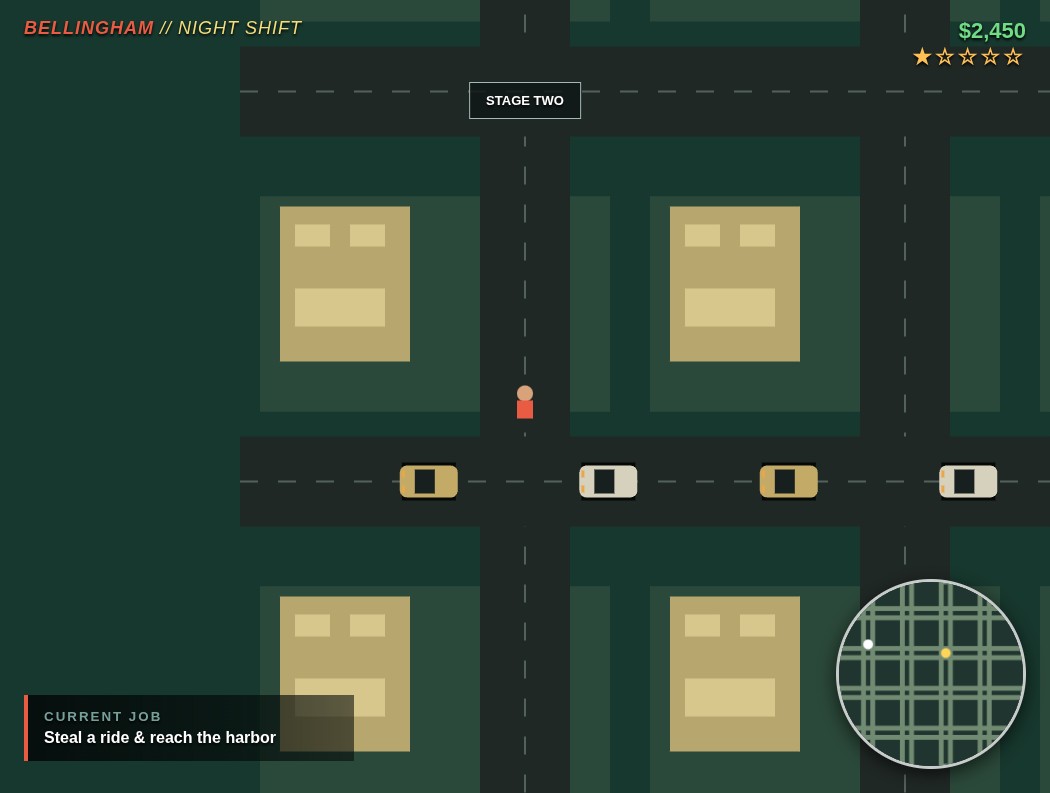 BELLINGHAM // NIGHT SHIFT
$2,450
★☆☆☆☆
STAGE TWO
CURRENT JOB
Steal a ride & reach the harbor